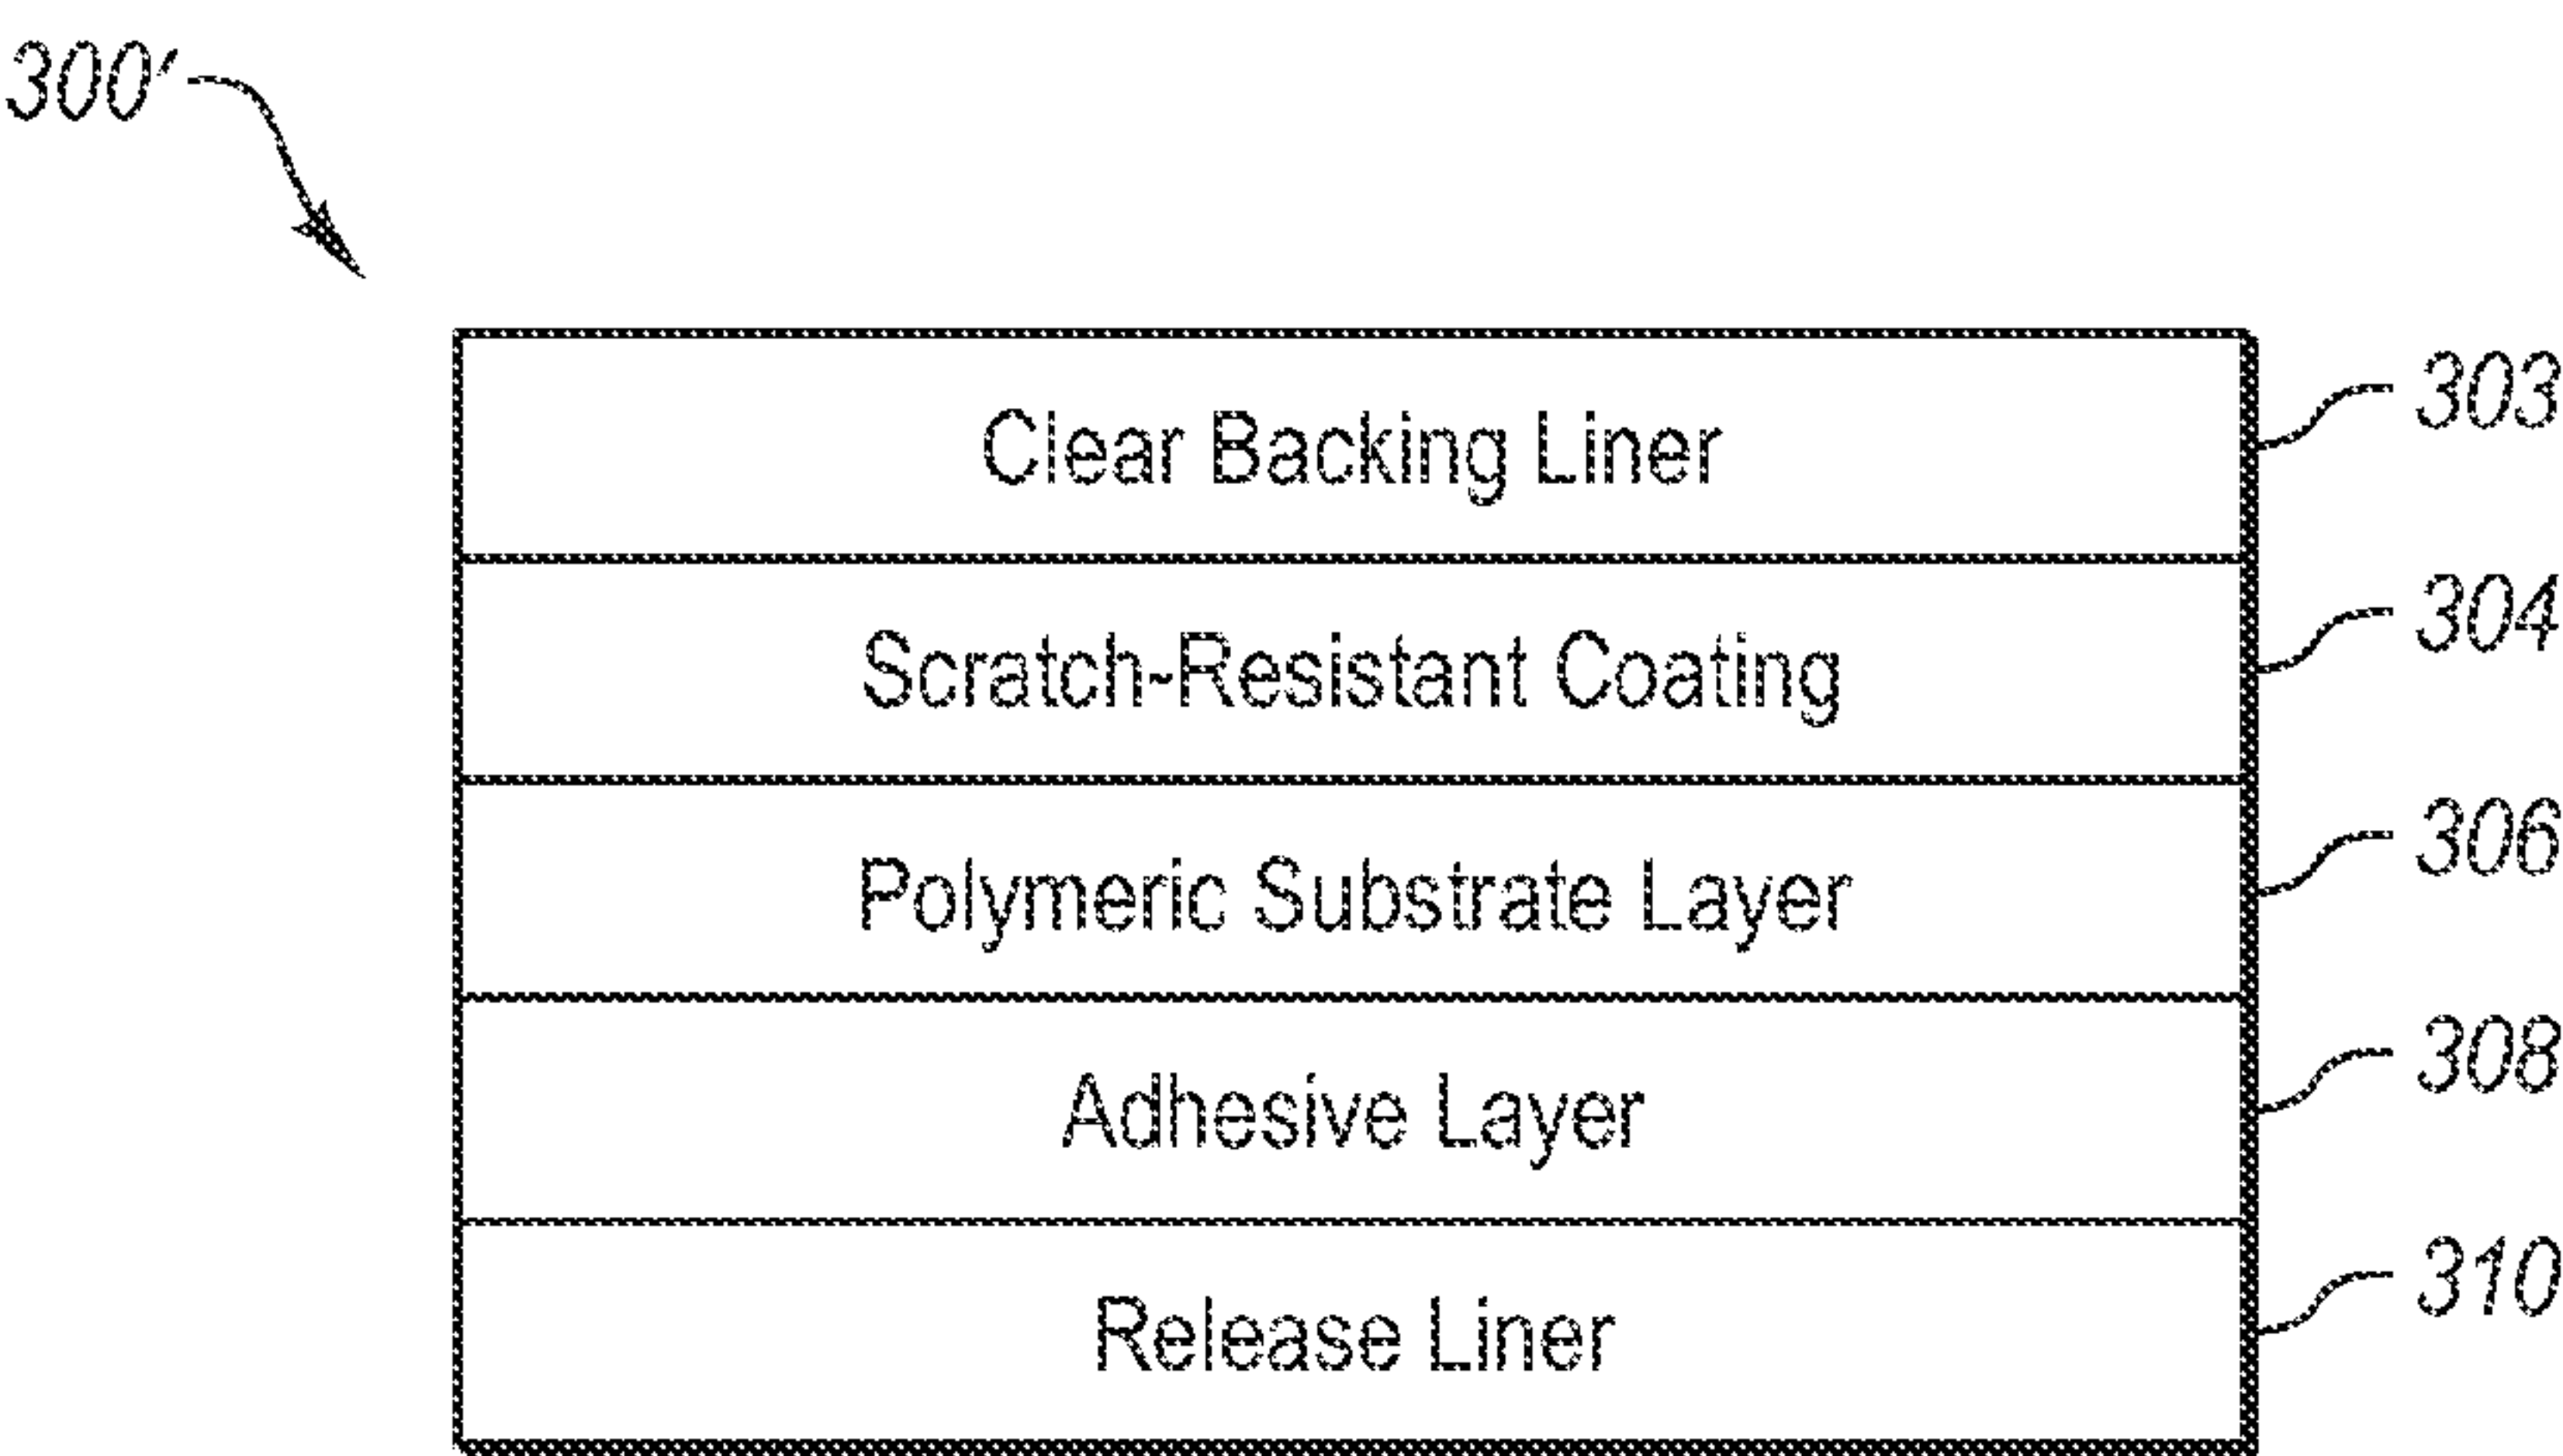 300'
Clear Backing Liner
303
Scratch-Resistant Coating
304
Polymeric Substrate Layer
306
Adhesive Layer
308
Release Liner
310